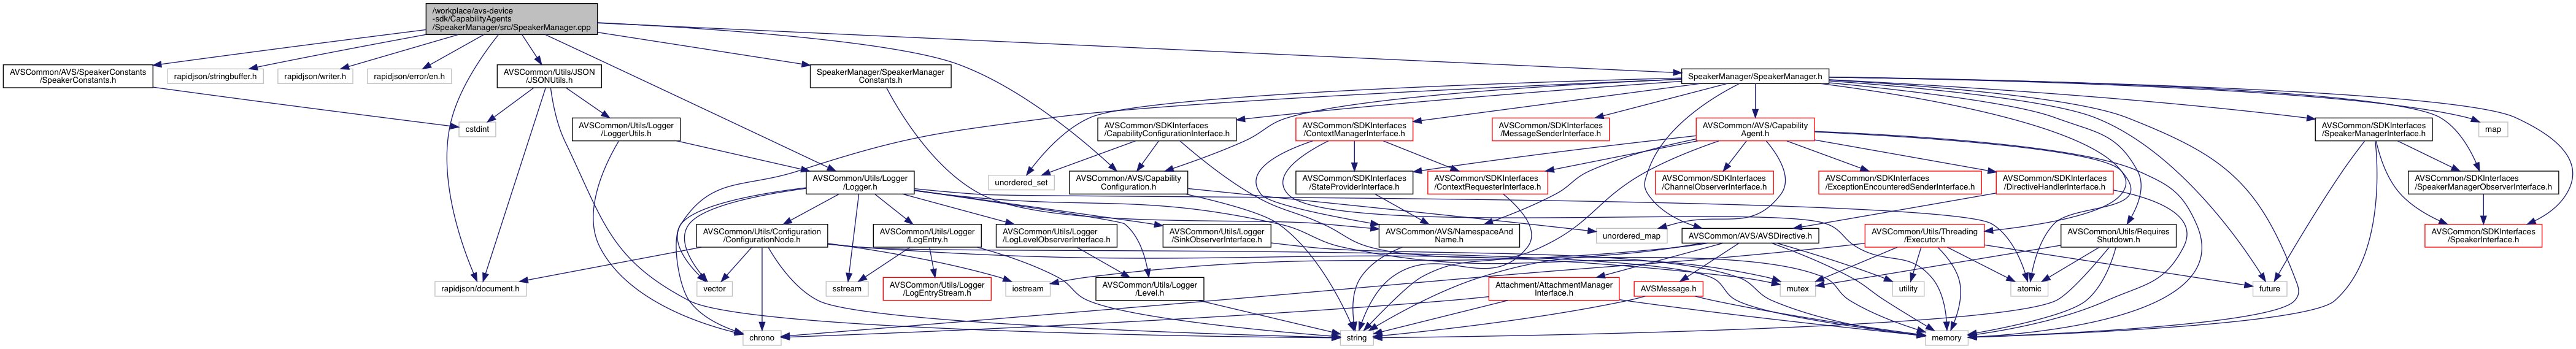 /workplace/avs-device
-sdk/CapabilityAgents
/SpeakerManager/src/SpeakerManager.cpp
AVSCommon/AVS/SpeakerConstants
/SpeakerConstants.h
rapidjson/stringbuffer.h
rapidjson/writer.h
rapidjson/error/en.h
AVSCommon/Utils/JSON
/JSONUtils.h
SpeakerManager/SpeakerManager
Constants.h
SpeakerManager/SpeakerManager.h
cstdint
AVSCommon/Utils/Logger
/LoggerUtils.h
AVSCommon/SDKInterfaces
/CapabilityConfigurationInterface.h
AVSCommon/SDKInterfaces
/ContextManagerInterface.h
AVSCommon/SDKInterfaces
/MessageSenderInterface.h
AVSCommon/AVS/Capability
Agent.h
AVSCommon/SDKInterfaces
/SpeakerManagerInterface.h
map
AVSCommon/Utils/Logger
/Logger.h
unordered_set
AVSCommon/AVS/Capability
Configuration.h
AVSCommon/SDKInterfaces
/StateProviderInterface.h
AVSCommon/SDKInterfaces
/ContextRequesterInterface.h
AVSCommon/SDKInterfaces
/ChannelObserverInterface.h
AVSCommon/SDKInterfaces
/ExceptionEncounteredSenderInterface.h
AVSCommon/SDKInterfaces
/DirectiveHandlerInterface.h
AVSCommon/SDKInterfaces
/SpeakerManagerObserverInterface.h
AVSCommon/Utils/Configuration
/ConfigurationNode.h
AVSCommon/Utils/Logger
/LogEntry.h
AVSCommon/Utils/Logger
/LogLevelObserverInterface.h
AVSCommon/Utils/Logger
/SinkObserverInterface.h
AVSCommon/AVS/NamespaceAnd
Name.h
unordered_map
AVSCommon/AVS/AVSDirective.h
AVSCommon/Utils/Threading
/Executor.h
AVSCommon/Utils/Requires
Shutdown.h
AVSCommon/SDKInterfaces
/SpeakerInterface.h
rapidjson/document.h
vector
sstream
AVSCommon/Utils/Logger
/LogEntryStream.h
iostream
AVSCommon/Utils/Logger
/Level.h
Attachment/AttachmentManager
Interface.h
AVSMessage.h
mutex
utility
atomic
future
chrono
string
memory